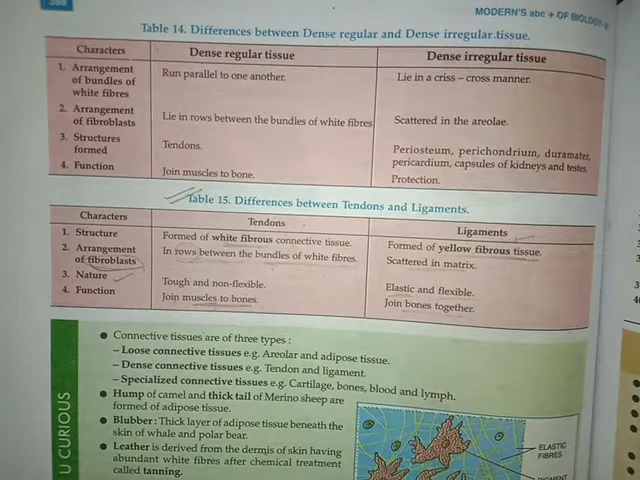 388
MODERN'S abc + OF BIOLOGY
Table 14. Differences between Dense regular and Dense irregular tissue.
Characters Dense regular tissue Dense irregular tissue
1. Arrangement of bundles of white fibres Run parallel to one another. Lie in a criss – cross manner.
2. Arrangement of fibroblasts Lie in rows between the bundles of white fibres Scattered in the areolae.
3. Structures formed Tendons. Periosteum, perichondrium, duramater, pericardium, capsules of kidneys and testes.
4. Function Join muscles to bone. Protection.
Table 15. Differences between Tendons and Ligaments.
Characters Tendons Ligaments
1. Structure Formed of white fibrous connective tissue. Formed of yellow fibrous tissue.
2. Arrangement of fibroblasts In rows between the bundles of white fibres. Scattered in matrix.
3. Nature Tough and non-flexible. Elastic and flexible.
4. Function Join muscles to bones. Join bones together.
U CURIOUS
● Connective tissues are of three types :
– Loose connective tissues e.g. Areolar and adipose tissue.
– Dense connective tissues e.g. Tendon and ligament.
– Specialized connective tissues e.g. Cartilage, bones, blood and lymph.
● Hump of camel and thick tail of Merino sheep are
formed of adipose tissue.
● Blubber : Thick layer of adipose tissue beneath the
skin of whale and polar bear.
● Leather is derived from the dermis of skin having
abundant white fibres after chemical treatment
called tanning.
ELASTIC
FIBRES